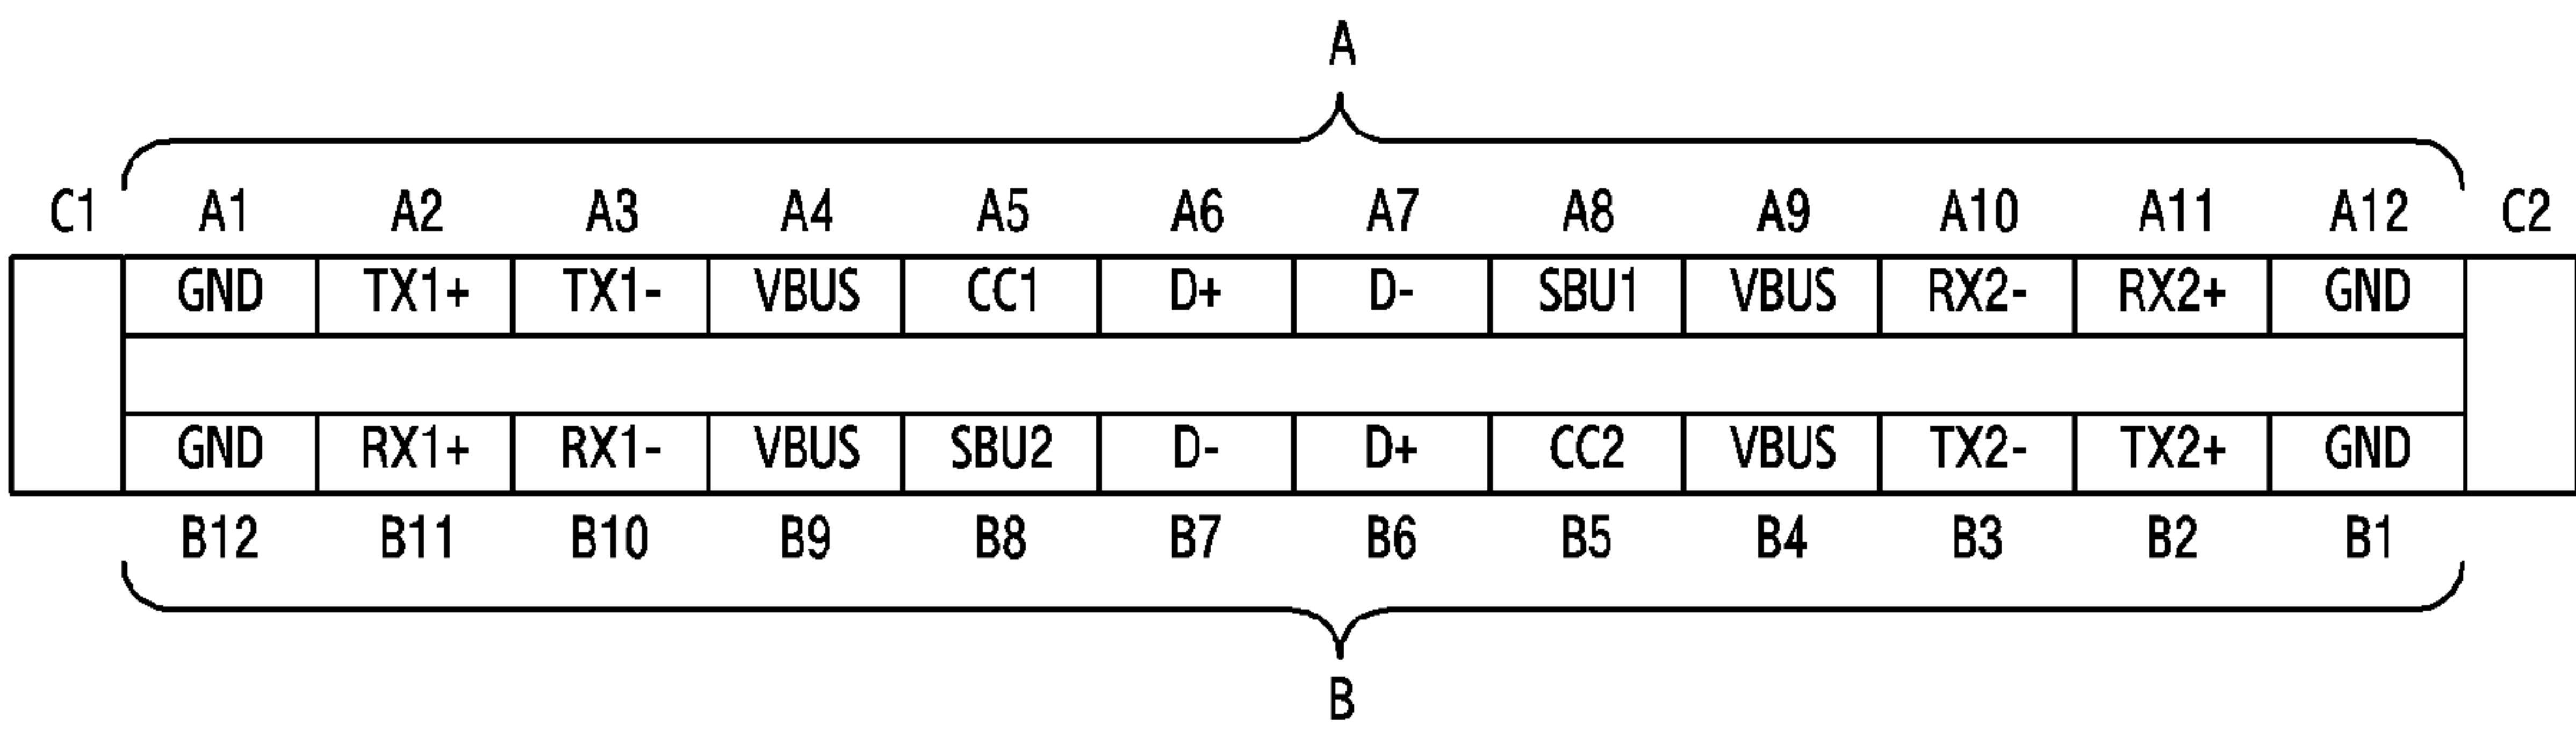 A
C1 A1 A2 A3 A4 A5 A6 A7 A8 A9 A10 A11 A12 C2
GND TX1+ TX1- VBUS CC1 D+ D- SBU1 VBUS RX2- RX2+ GND
GND RX1+ RX1- VBUS SBU2 D- D+ CC2 VBUS TX2- TX2+ GND
B12 B11 B10 B9 B8 B7 B6 B5 B4 B3 B2 B1
B